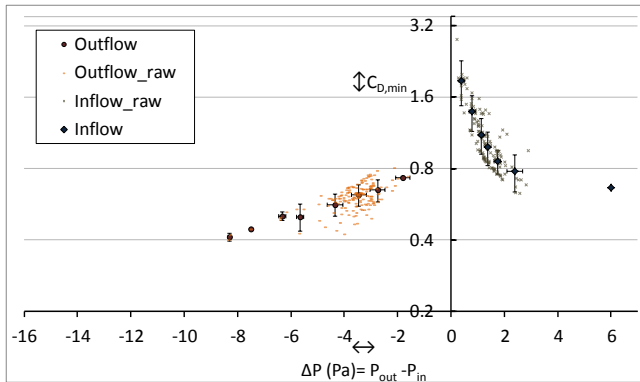 Outflow
Outflow_raw
Inflow_raw
Inflow
C_D,min
3.2
1.6
0.8
0.4
0.2
-16 -14 -12 -10 -8 -6 -4 -2 0 2 4 6
ΔP (Pa)= P_out -P_in